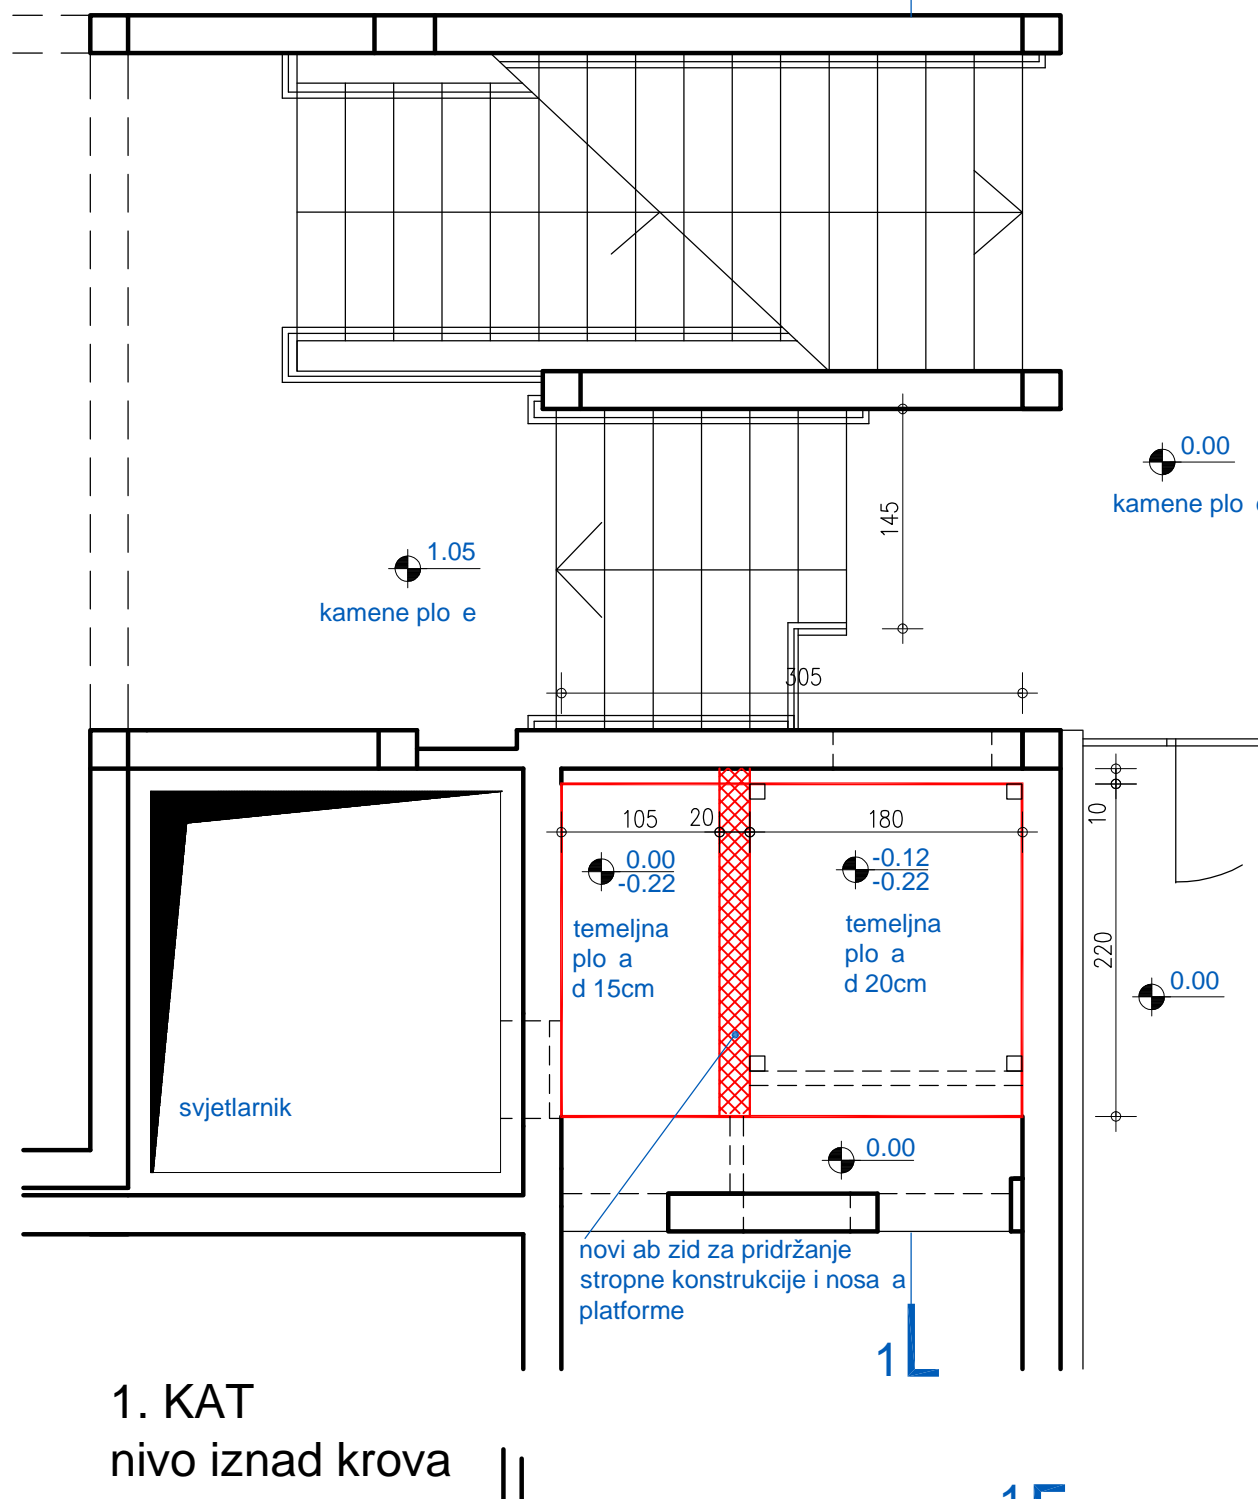 0.00
kamene plo
145
1.05
kamene plo e
305
105
20
180
10
0.00
-0.22
-0.12
-0.22
temeljna
plo a
d 15cm
temeljna
plo a
d 20cm
220
0.00
svjetlarnik
0.00
novi ab zid za pridržanje
stropne konstrukcije i nosa a
platforme
1
1. KAT
nivo iznad krova
1